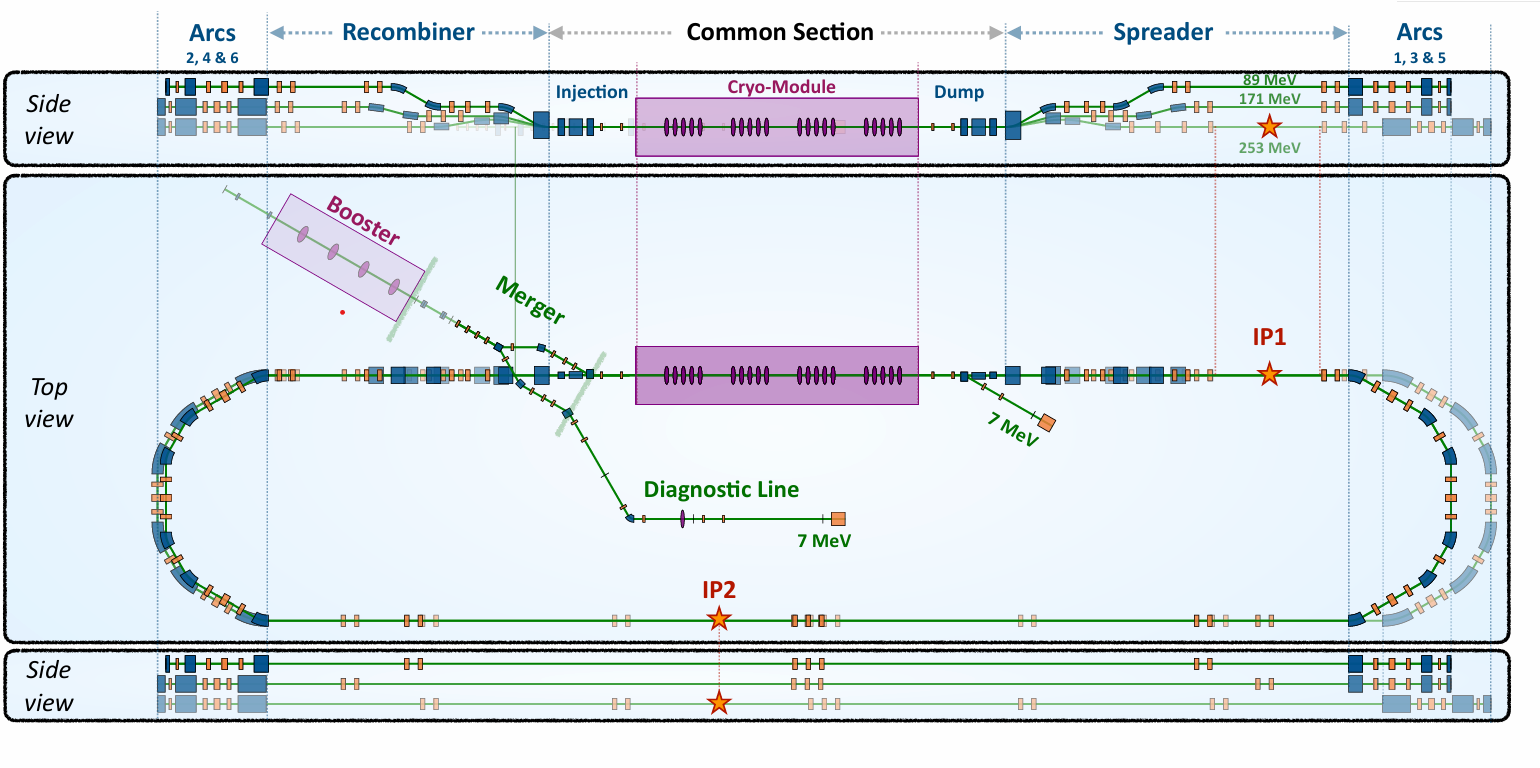 Arcs
2, 4 & 6
Recombiner
Common Section
Spreader
Arcs
1, 3 & 5
Side
view
Injection
Cryo-Module
Dump
89 MeV
171 MeV
253 MeV
Top
view
Booster
Merger
IP1
7 MeV
Diagnostic Line
7 MeV
IP2
Side
view